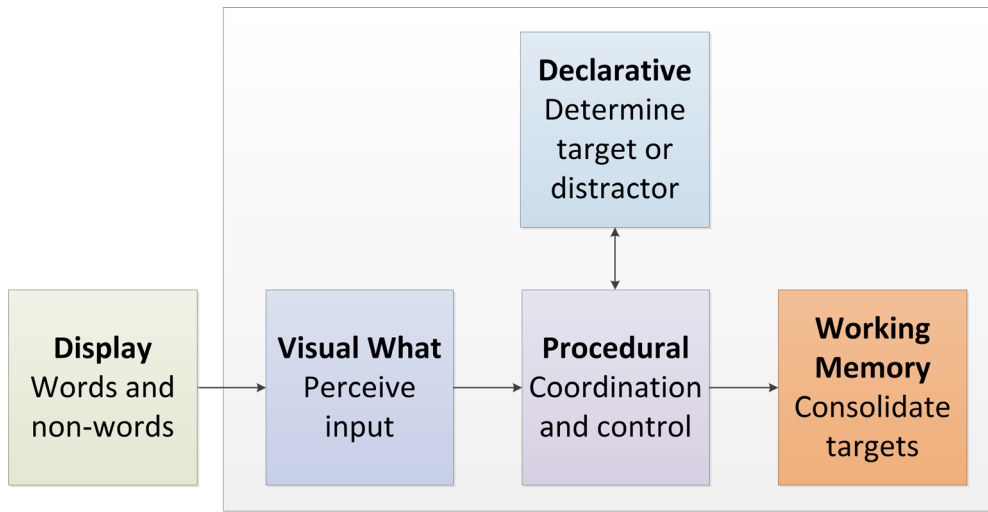 Declarative
Determine
target or
distractor
Display
Words and
non-words
Visual What
Perceive
input
Procedural
Coordination
and control
Working
Memory
Consolidate
targets